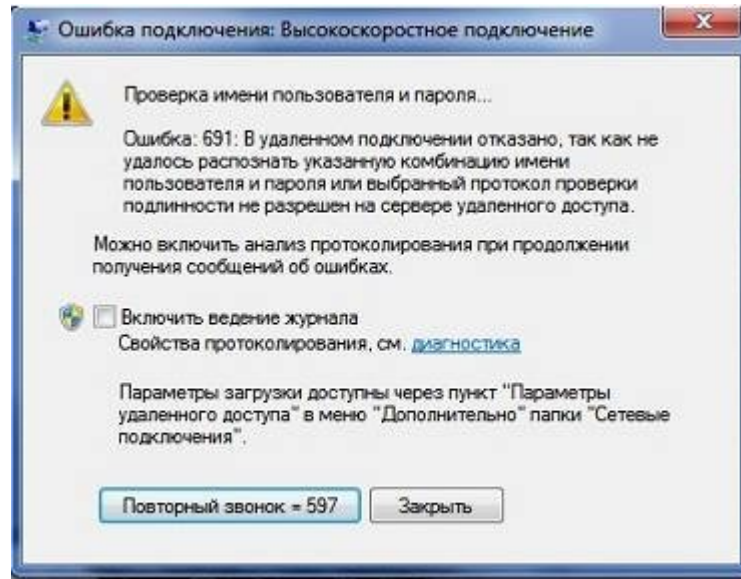 Ошибка подключения: Высокоскоростное подключение
Проверка имени пользователя и пароля...
Ошибка: 691: В удаленном подключении отказано, так как не
удалось распознать указанную комбинацию имени
пользователя и пароля или выбранный протокол проверки
подлинности не разрешен на сервере удаленного доступа.
Можно включить анализ протоколирования при продолжении
получения сообщений об ошибках.
Включить ведение журнала
Свойства протоколирования, см. диагностика
Параметры загрузки доступны через пункт "Параметры
удаленного доступа" в меню "Дополнительно" папки "Сетевые
подключения".
Повторный звонок = 597
Закрыть